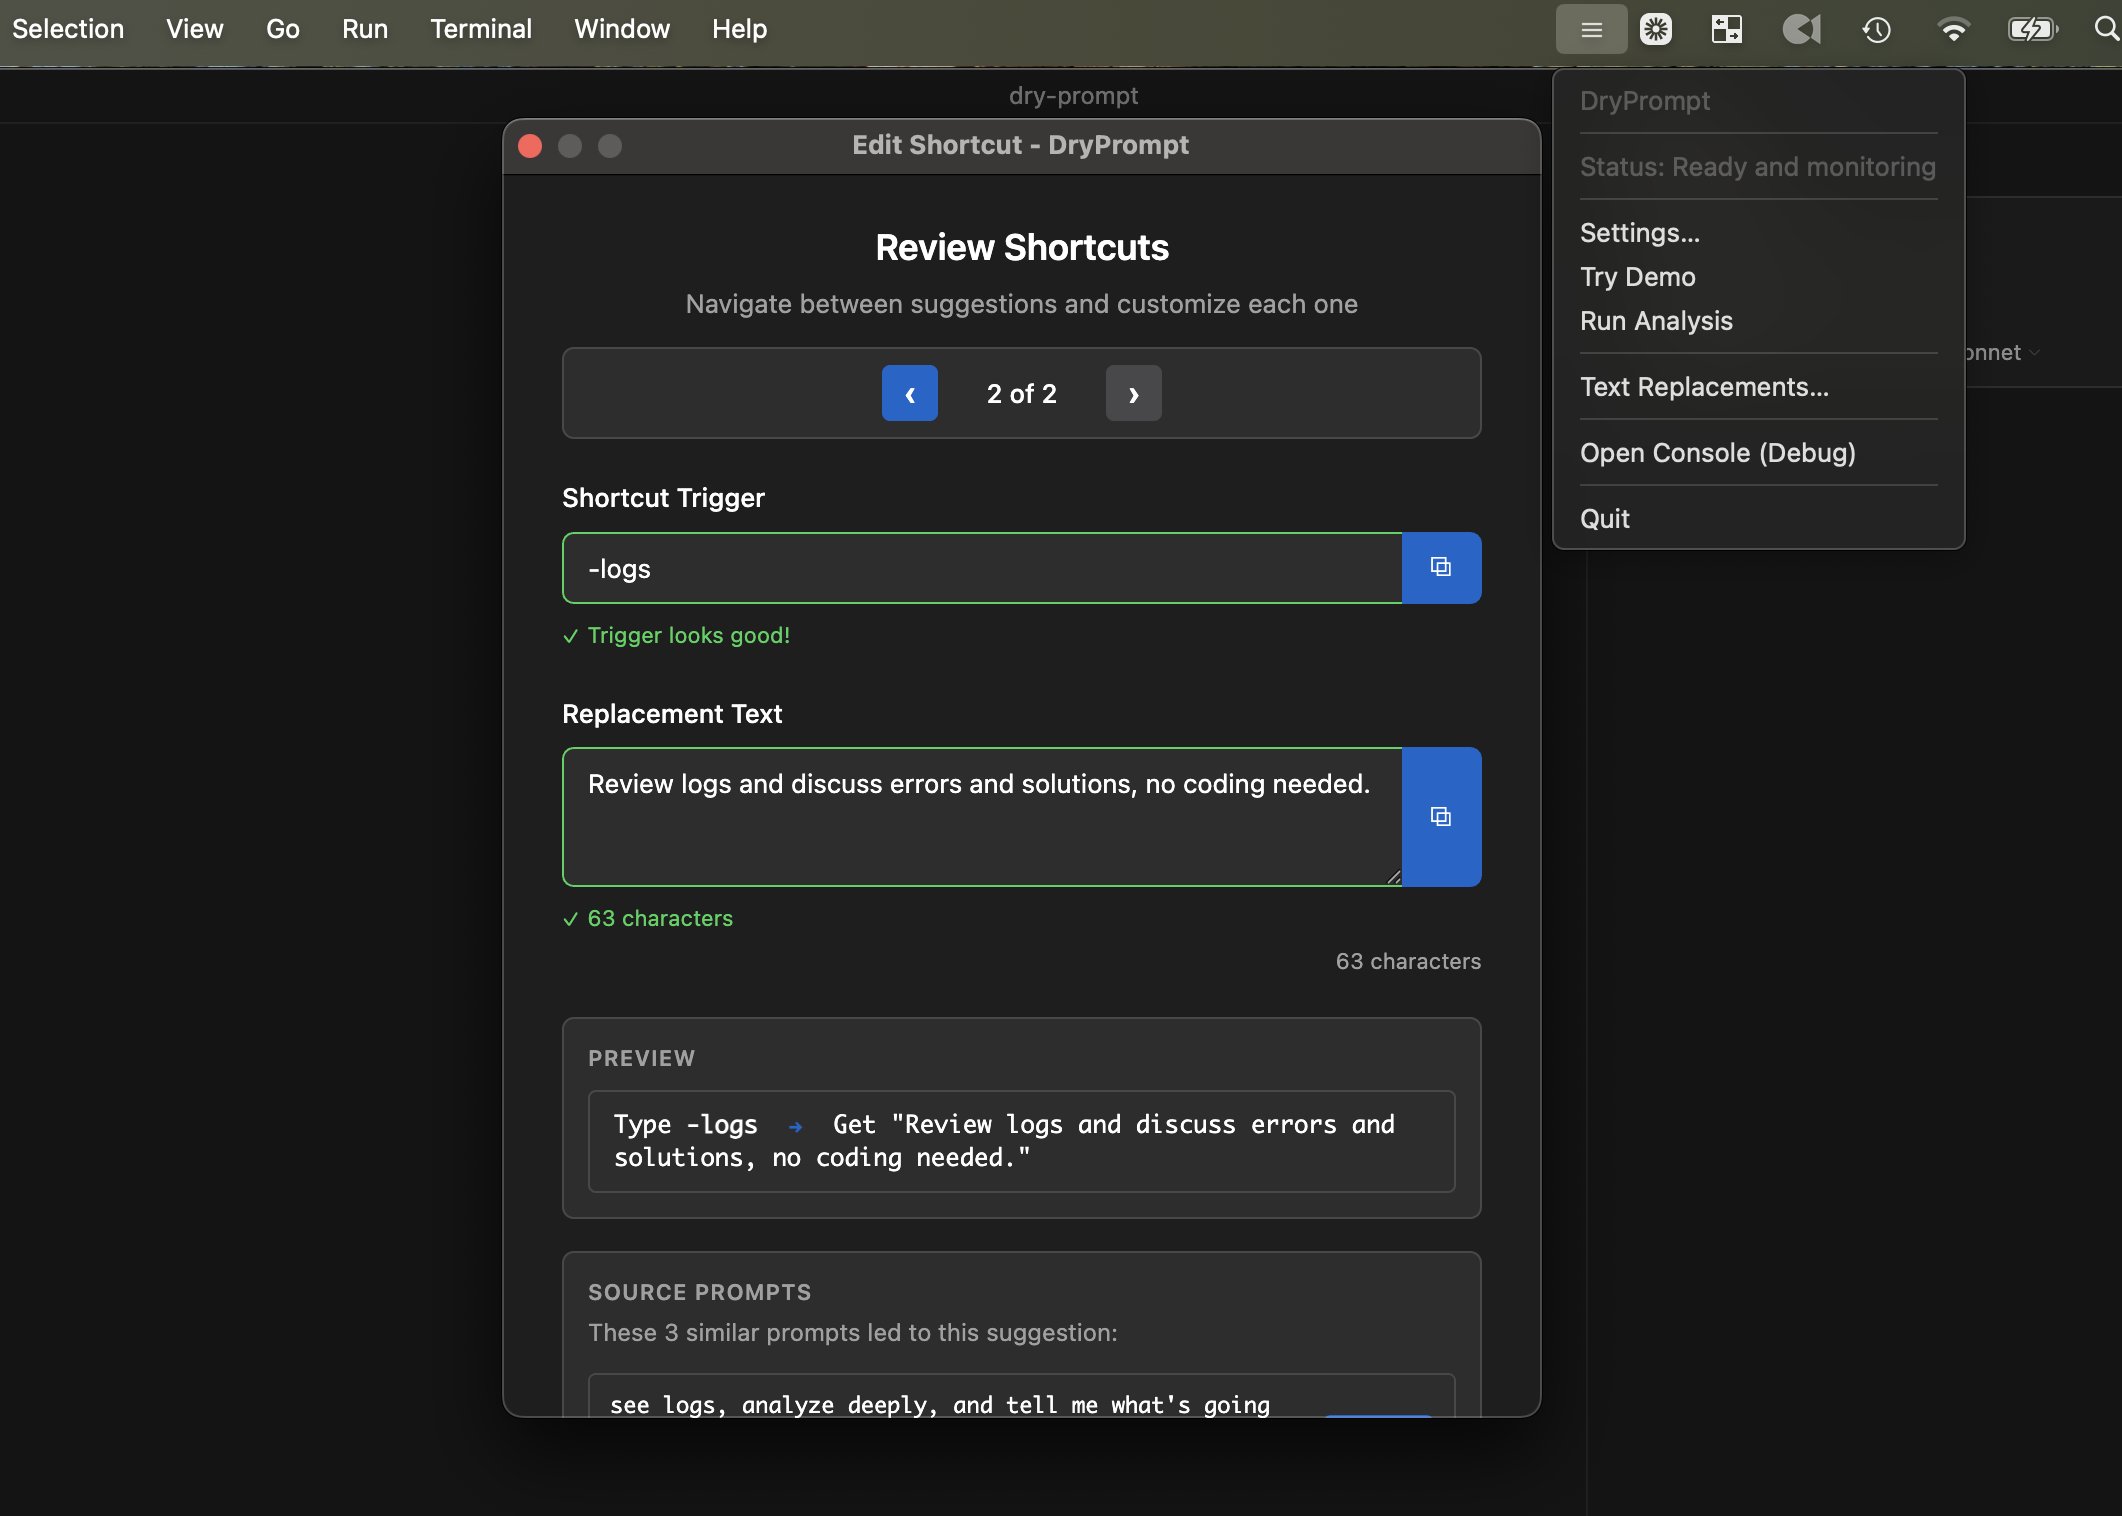 Selection View Go Run Terminal Window Help
dry-prompt
Edit Shortcut - DryPrompt
Review Shortcuts
Navigate between suggestions and customize each one
‹ 2 of 2 ›
Shortcut Trigger
-logs
✓ Trigger looks good!
Replacement Text
Review logs and discuss errors and solutions, no coding needed.
✓ 63 characters
63 characters
PREVIEW
Type -logs → Get "Review logs and discuss errors and
solutions, no coding needed."
SOURCE PROMPTS
These 3 similar prompts led to this suggestion:
see logs, analyze deeply, and tell me what's going
DryPrompt
Status: Ready and monitoring
Settings...
Try Demo
Run Analysis
Text Replacements...
Open Console (Debug)
Quit